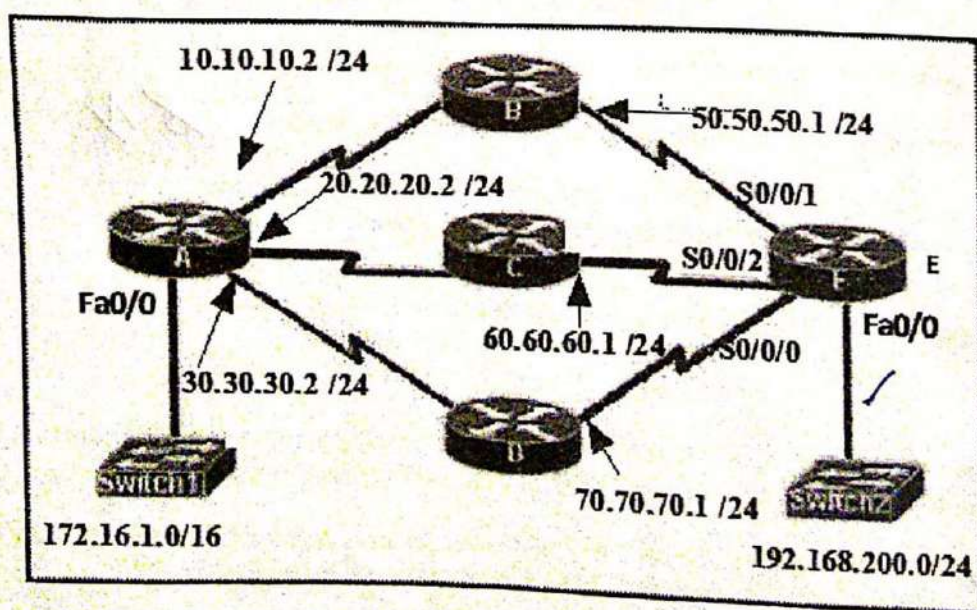 10.10.10.2 /24
B
50.50.50.1 /24
20.20.20.2 /24
S0/0/1
A
C
S0/0/2
E
Fa0/0
Fa0/0
60.60.60.1 /24
S0/0/0
30.30.30.2 /24
D
SWITCH1
70.70.70.1 /24
SWITCH2
172.16.1.0/16
192.168.200.0/24